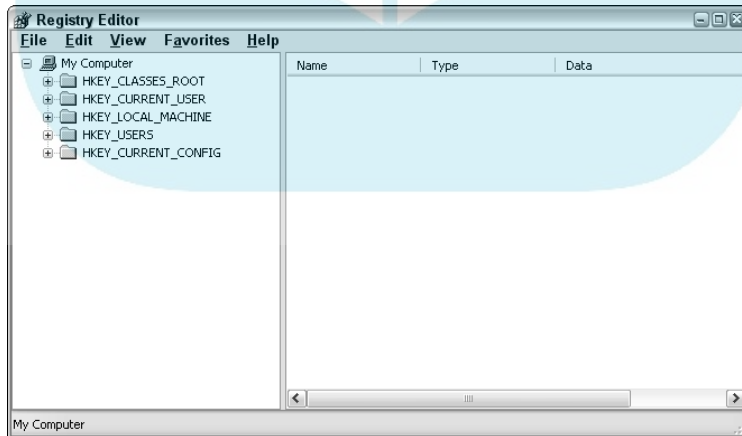 Registry Editor
File Edit View Favorites Help
My Computer
HKEY_CLASSES_ROOT
HKEY_CURRENT_USER
HKEY_LOCAL_MACHINE
HKEY_USERS
HKEY_CURRENT_CONFIG
Name Type Data
My Computer